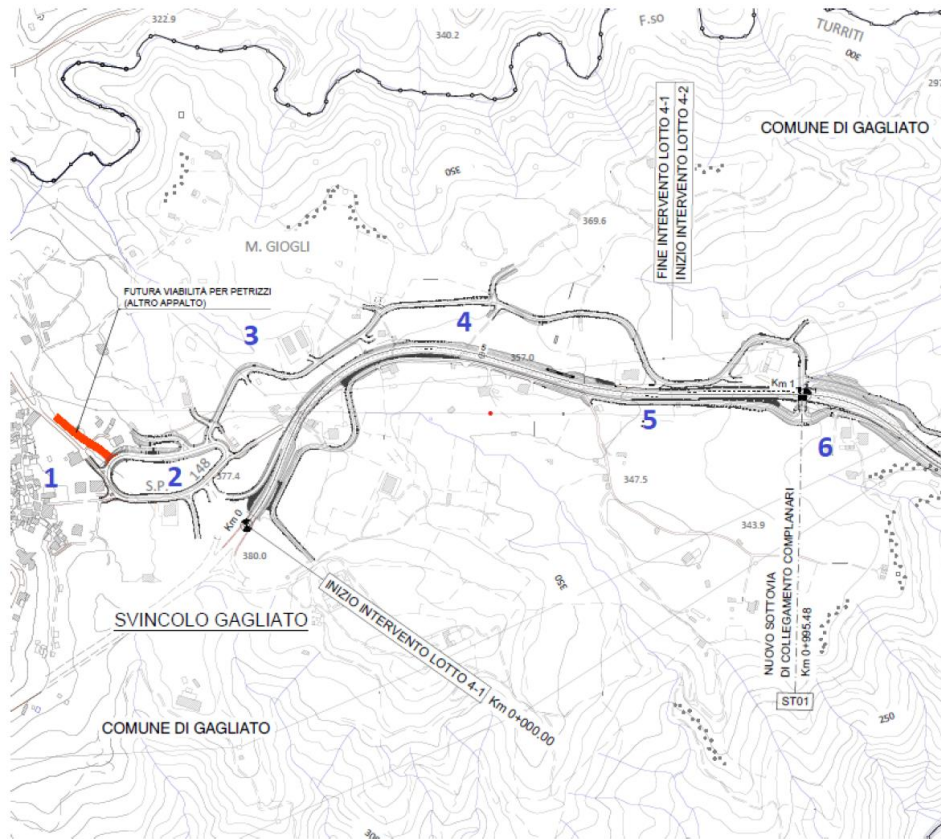 322.9
340.2
F.so
TURRITI
300
297
COMUNE DI GAGLIATO
FINE INTERVENTO LOTTO 4-1
INIZIO INTERVENTO LOTTO 4-2
350
369.6
M. GIOGLI
FUTURA VIABILITÀ PER PETRIZZI
(ALTRO APPALTO)
3
4
5
357.0
Km 1
5
6
1
2
S.P. 148
377.4
Km 0
380.0
347.5
343.9
350
SVINCOLO GAGLIATO
INIZIO INTERVENTO LOTTO 4-1 Km 0+000.00
NUOVO SOTTOVIA
DI COLLEGAMENTO COMPLANARI
Km 0+995.48
ST01
250
COMUNE DI GAGLIATO
300